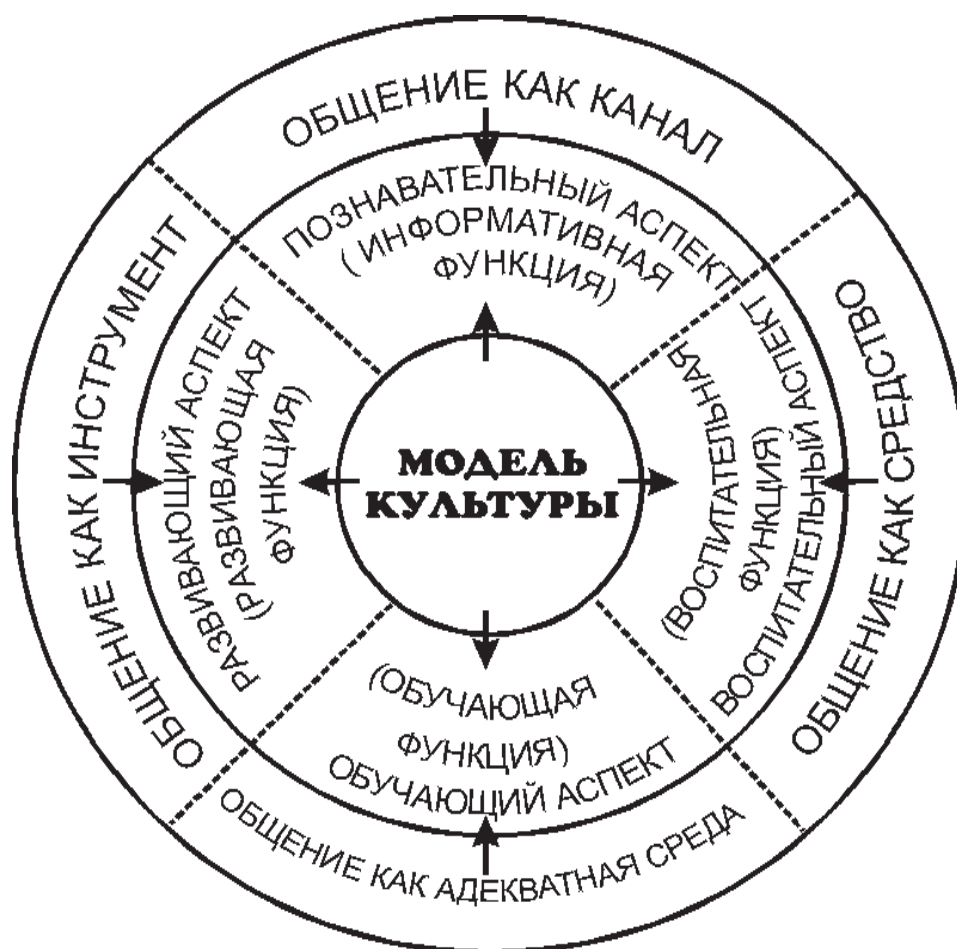 ОБЩЕНИЕ КАК КАНАЛ
ПОЗНАВАТЕЛЬНЫЙ АСПЕКТ
( ИНФОРМАТИВНАЯ
ФУНКЦИЯ)
ОБЩЕНИЕ КАК ИНСТРУМЕНТ
РАЗВИВАЮЩИЙ АСПЕКТ
(РАЗВИВАЮЩАЯ
ФУНКЦИЯ)
МОДЕЛЬ
КУЛЬТУРЫ
(ВОСПИТАТЕЛЬНАЯ
ФУНКЦИЯ)
ВОСПИТАТЕЛЬНЫЙ АСПЕКТ
ОБЩЕНИЕ КАК СРЕДСТВО
(ОБУЧАЮЩАЯ
ФУНКЦИЯ)
ОБУЧАЮЩИЙ АСПЕКТ
ОБЩЕНИЕ КАК АДЕКВАТНАЯ СРЕДА